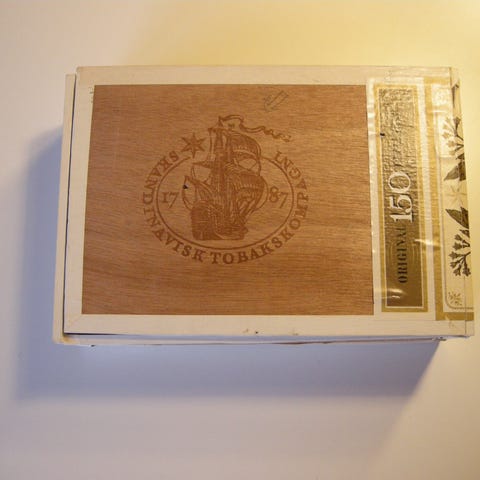 SKANDINAVISK TOBAKSKOMPAGNI
17 87
ORIGINAL 150